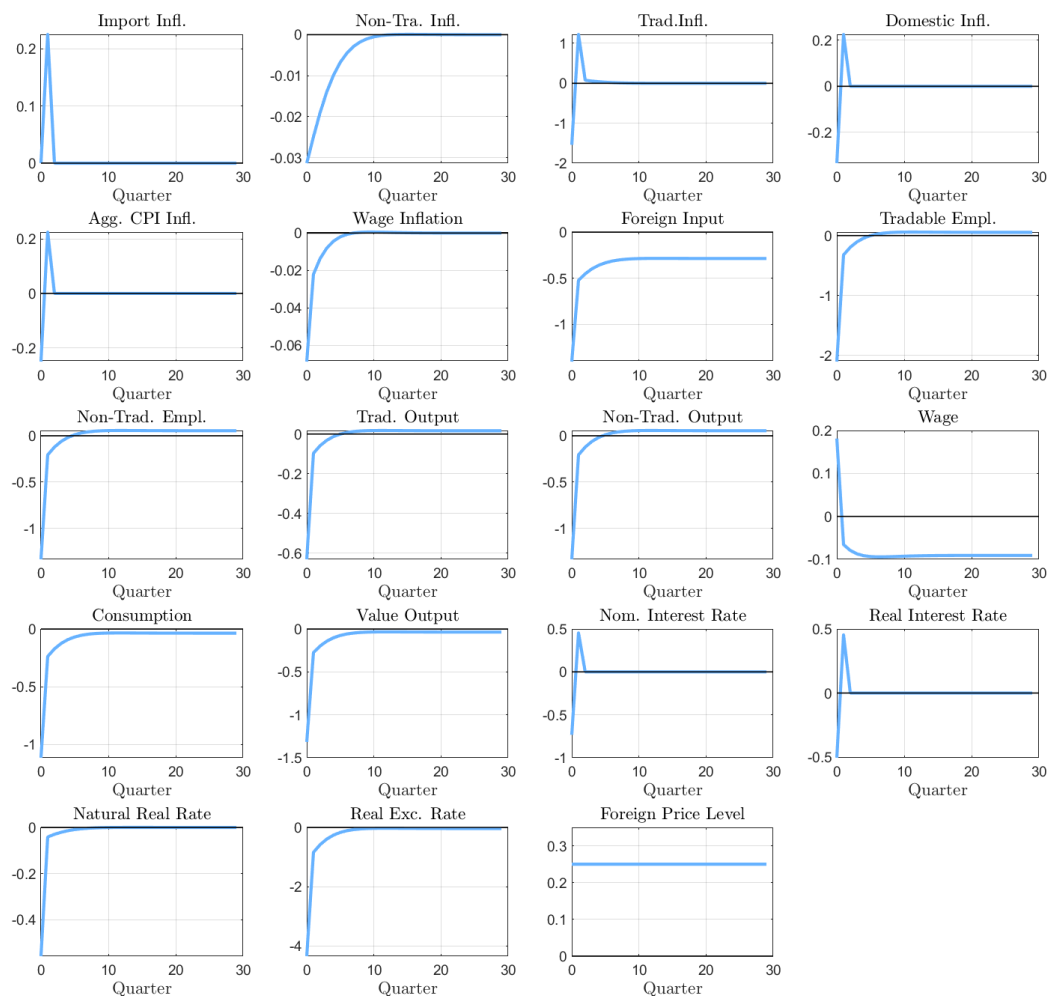 Import Infl.
0.2
0.1
0
0 10 20 30
Quarter
Non-Tra. Infl.
0
-0.01
-0.02
-0.03
0 10 20 30
Quarter
Trad.Infl.
1
0
-1
-2
0 10 20 30
Quarter
Domestic Infl.
0.2
0
-0.2
0 10 20 30
Quarter
Agg. CPI Infl.
0.2
0
-0.2
0 10 20 30
Quarter
Wage Inflation
0
-0.02
-0.04
-0.06
0 10 20 30
Quarter
Foreign Input
0
-0.5
-1
0 10 20 30
Quarter
Tradable Empl.
0
-1
-2
0 10 20 30
Quarter
Non-Trad. Empl.
0
-0.5
-1
0 10 20 30
Quarter
Trad. Output
0
-0.2
-0.4
-0.6
0 10 20 30
Quarter
Non-Trad. Output
0
-0.5
-1
0 10 20 30
Quarter
Wage
0.2
0.1
0
-0.1
0 10 20 30
Quarter
Consumption
0
-0.5
-1
0 10 20 30
Quarter
Value Output
0
-0.5
-1
-1.5
0 10 20 30
Quarter
Nom. Interest Rate
0.5
0
-0.5
-1
0 10 20 30
Quarter
Real Interest Rate
0.5
0
-0.5
0 10 20 30
Quarter
Natural Real Rate
0
-0.2
-0.4
0 10 20 30
Quarter
Real Exc. Rate
0
-2
-4
0 10 20 30
Quarter
Foreign Price Level
0.3
0.2
0.1
0
0 10 20 30
Quarter